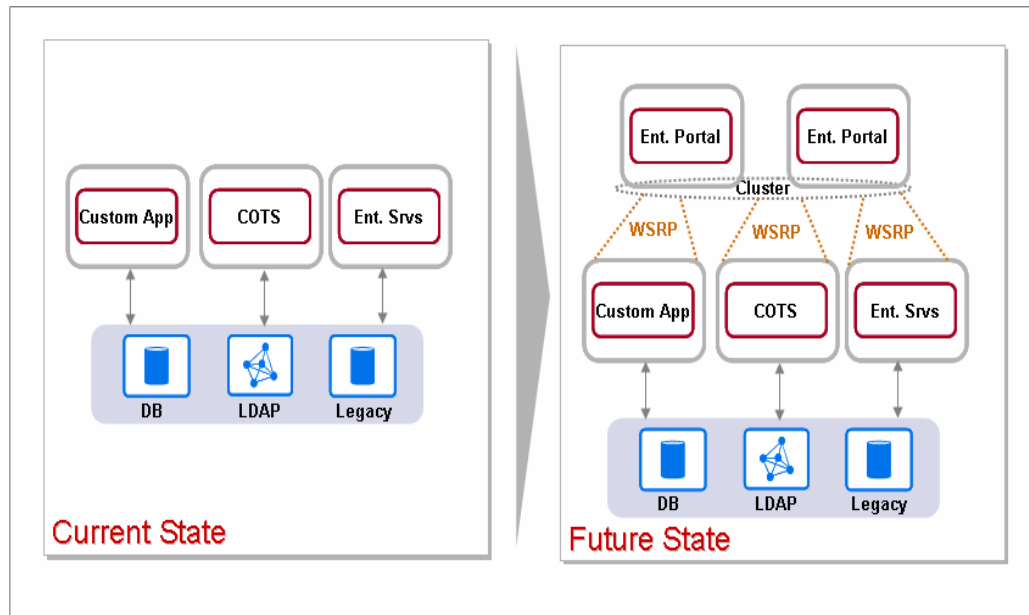 Custom App
COTS
Ent. Srvs
DB
LDAP
Legacy
Current State
Ent. Portal
Ent. Portal
Cluster
WSRP
WSRP
WSRP
Custom App
COTS
Ent. Srvs
DB
LDAP
Legacy
Future State